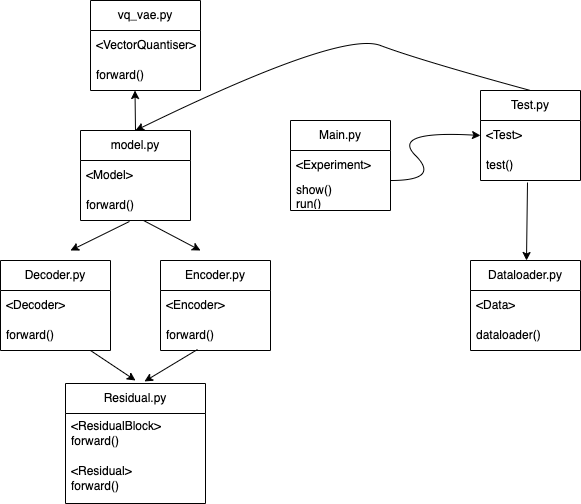 vq_vae.py
<VectorQuantiser>
forward()
model.py
<Model>
forward()
Main.py
<Experiment>
show()
run()
Test.py
<Test>
test()
Decoder.py
<Decoder>
forward()
Encoder.py
<Encoder>
forward()
Dataloader.py
<Data>
dataloader()
Residual.py
<ResidualBlock>
forward()
<Residual>
forward()